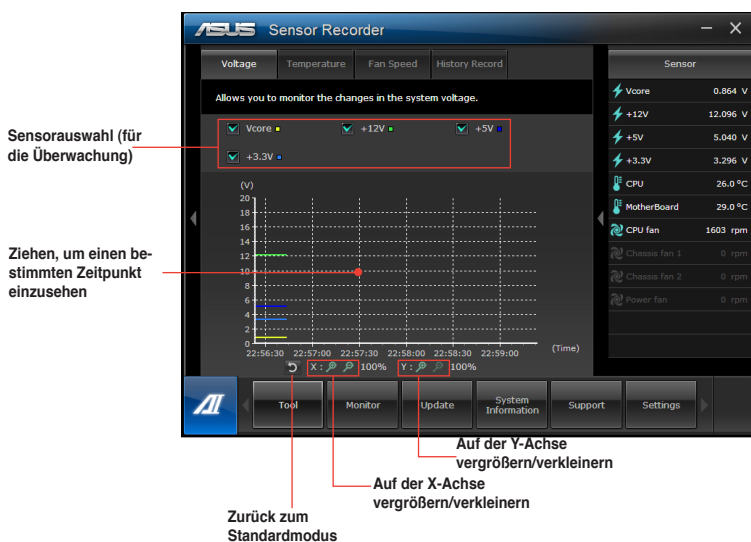 ASUS Sensor Recorder
Voltage Temperature Fan Speed History Record
Allows you to monitor the changes in the system voltage.
Vcore +12V +5V
+3.3V
Sensorauswahl (für
die Überwachung)
(V)
20
18
16
14
12
10
8
6
4
2
0
22:56:30 22:57:00 22:57:30 22:58:00 22:58:30 22:59:00
(Time)
X : 100% Y : 100%
Ziehen, um einen be-
stimmten Zeitpunkt
einzusehen
Sensor
Vcore 0.864 V
+12V 12.096 V
+5V 5.040 V
+3.3V 3.296 V
CPU 26.0 ºC
MotherBoard 29.0 ºC
CPU fan 1603 rpm
Chassis fan 1 0 rpm
Chassis fan 2 0 rpm
Power fan 0 rpm
Tool Monitor Update System Information Support Settings
Auf der Y-Achse
vergrößern/verkleinern
Auf der X-Achse
vergrößern/verkleinern
Zurück zum
Standardmodus